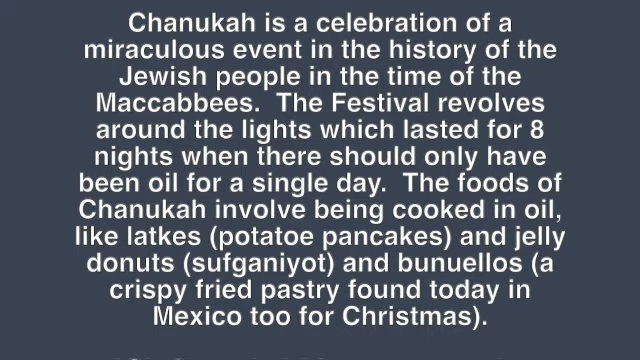 Chanukah is a celebration of a
miraculous event in the history of the
Jewish people in the time of the
Maccabbees.  The Festival revolves
around the lights which lasted for 8
nights when there should only have
been oil for a single day.  The foods of
Chanukah involve being cooked in oil,
like latkes (potatoe pancakes) and jelly
donuts (sufganiyot) and bunuellos (a
crispy fried pastry found today in
Mexico too for Christmas).